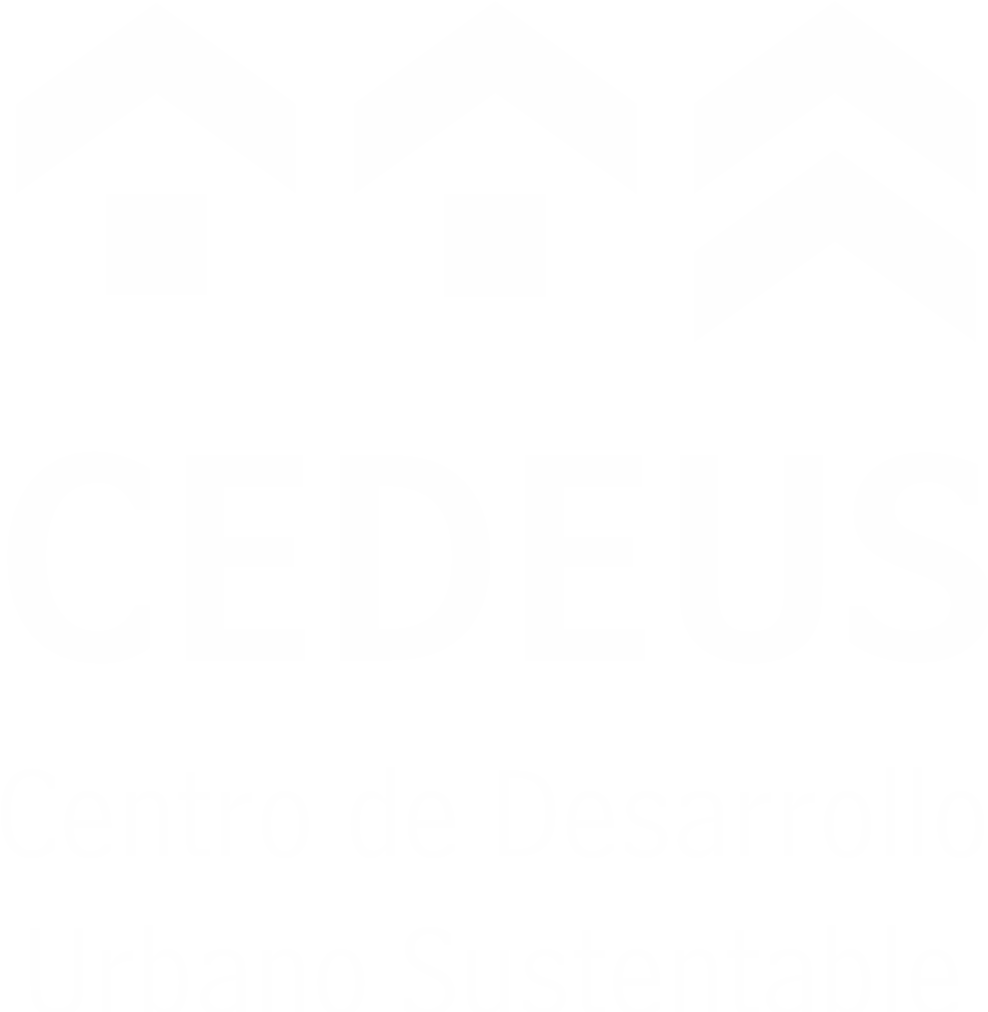 CEDEUS
Centro de Desarrollo
Urbano Sustentable